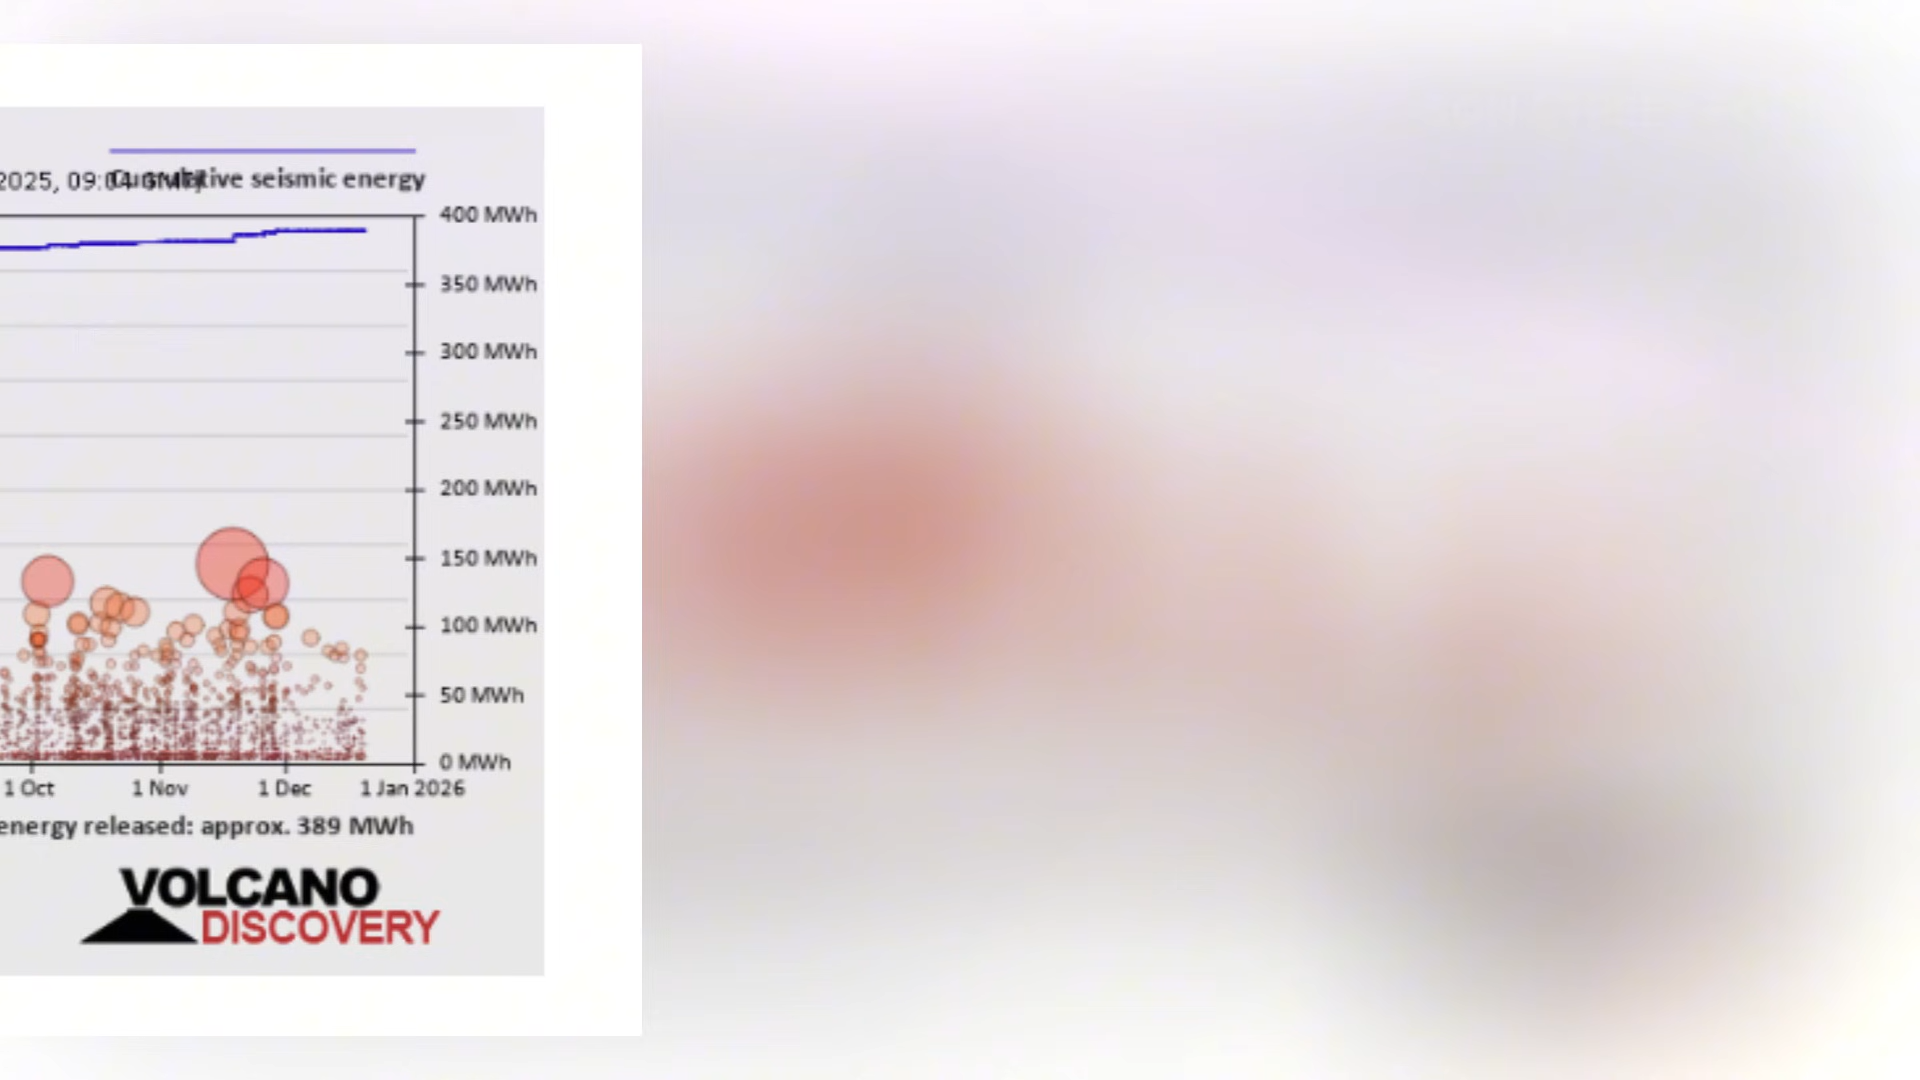 2025, 09:04 GMT)
Cumulative seismic energy
400 MWh
350 MWh
300 MWh
250 MWh
200 MWh
150 MWh
100 MWh
50 MWh
0 MWh
1 Oct 1 Nov 1 Dec 1 Jan 2026
energy released: approx. 389 MWh
VOLCANO
DISCOVERY